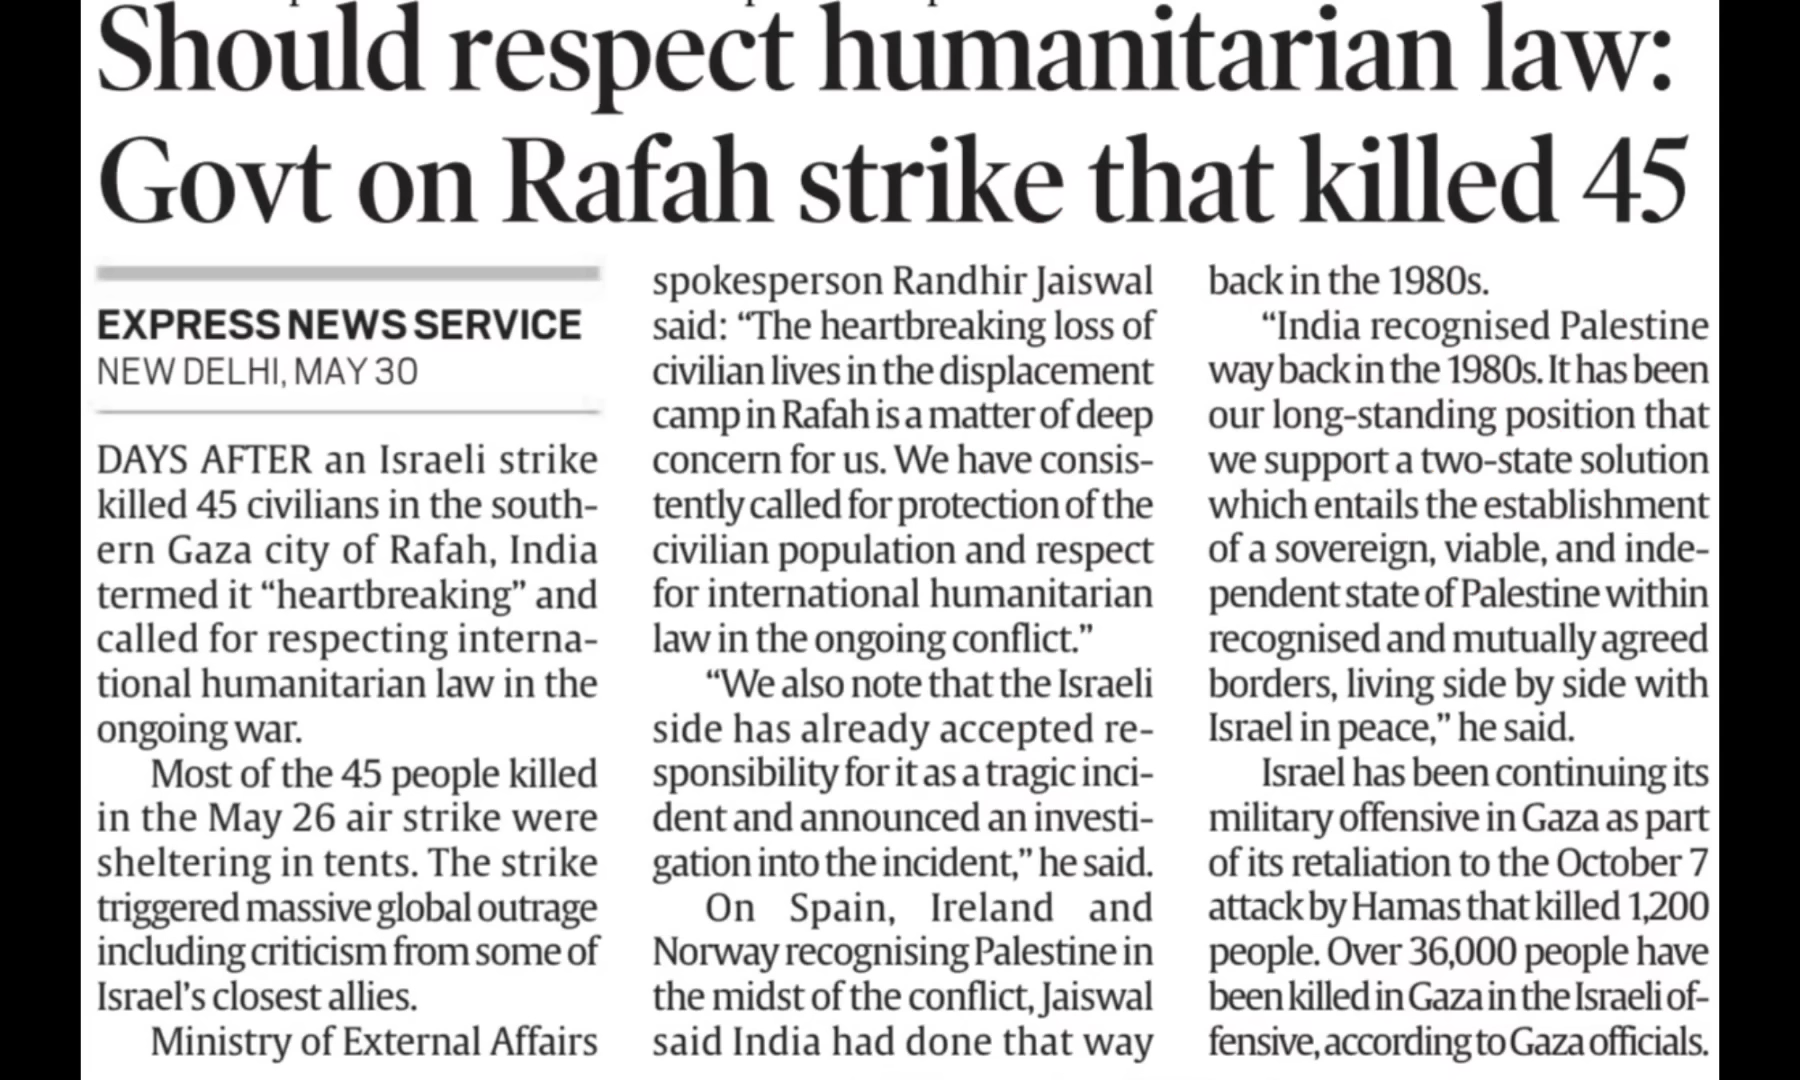 Should respect humanitarian law:
Govt on Rafah strike that killed 45
EXPRESS NEWS SERVICE
NEW DELHI, MAY 30
DAYS AFTER an Israeli strike
killed 45 civilians in the south-
ern Gaza city of Rafah, India
termed it “heartbreaking” and
called for respecting interna-
tional humanitarian law in the
ongoing war.
Most of the 45 people killed
in the May 26 air strike were
sheltering in tents. The strike
triggered massive global outrage
including criticism from some of
Israel’s closest allies.
Ministry of External Affairs
spokesperson Randhir Jaiswal
said: “The heartbreaking loss of
civilian lives in the displacement
camp in Rafah is a matter of deep
concern for us. We have consis-
tently called for protection of the
civilian population and respect
for international humanitarian
law in the ongoing conflict.”
“We also note that the Israeli
side has already accepted re-
sponsibility for it as a tragic inci-
dent and announced an investi-
gation into the incident,” he said.
On Spain, Ireland and
Norway recognising Palestine in
the midst of the conflict, Jaiswal
said India had done that way
back in the 1980s.
“India recognised Palestine
way back in the 1980s. It has been
our long-standing position that
we support a two-state solution
which entails the establishment
of a sovereign, viable, and inde-
pendent state of Palestine within
recognised and mutually agreed
borders, living side by side with
Israel in peace,” he said.
Israel has been continuing its
military offensive in Gaza as part
of its retaliation to the October 7
attack by Hamas that killed 1,200
people. Over 36,000 people have
been killed in Gaza in the Israeli of-
fensive, according to Gaza officials.